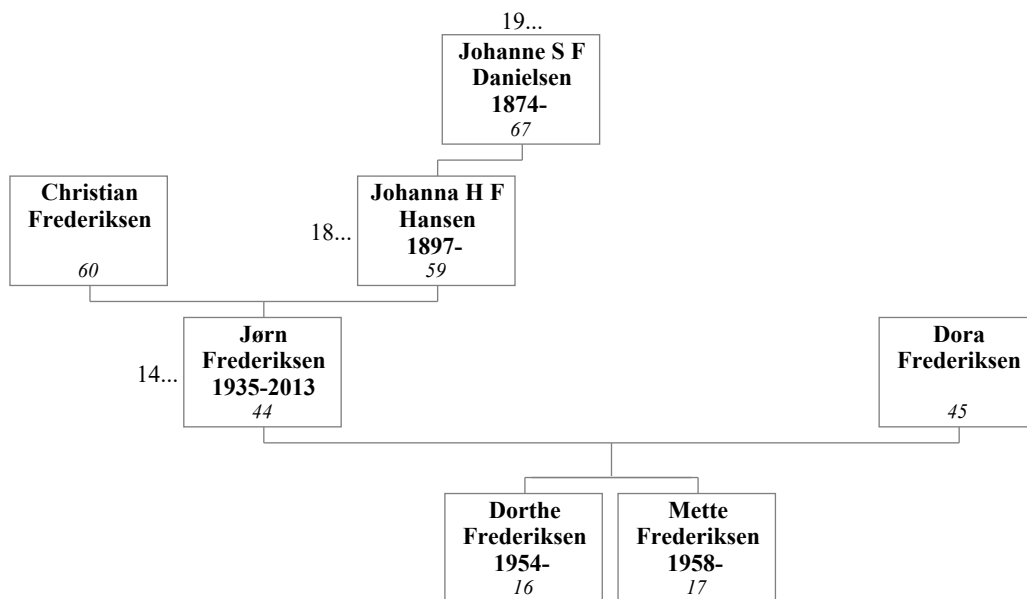 19...
Johanne S F
Danielsen
1874-
67
Christian
Frederiksen
60
18...
Johanna H F
Hansen
1897-
59
14...
Jørn
Frederiksen
1935-2013
44
Dora
Frederiksen
45
Dorthe
Frederiksen
1954-
16
Mette
Frederiksen
1958-
17